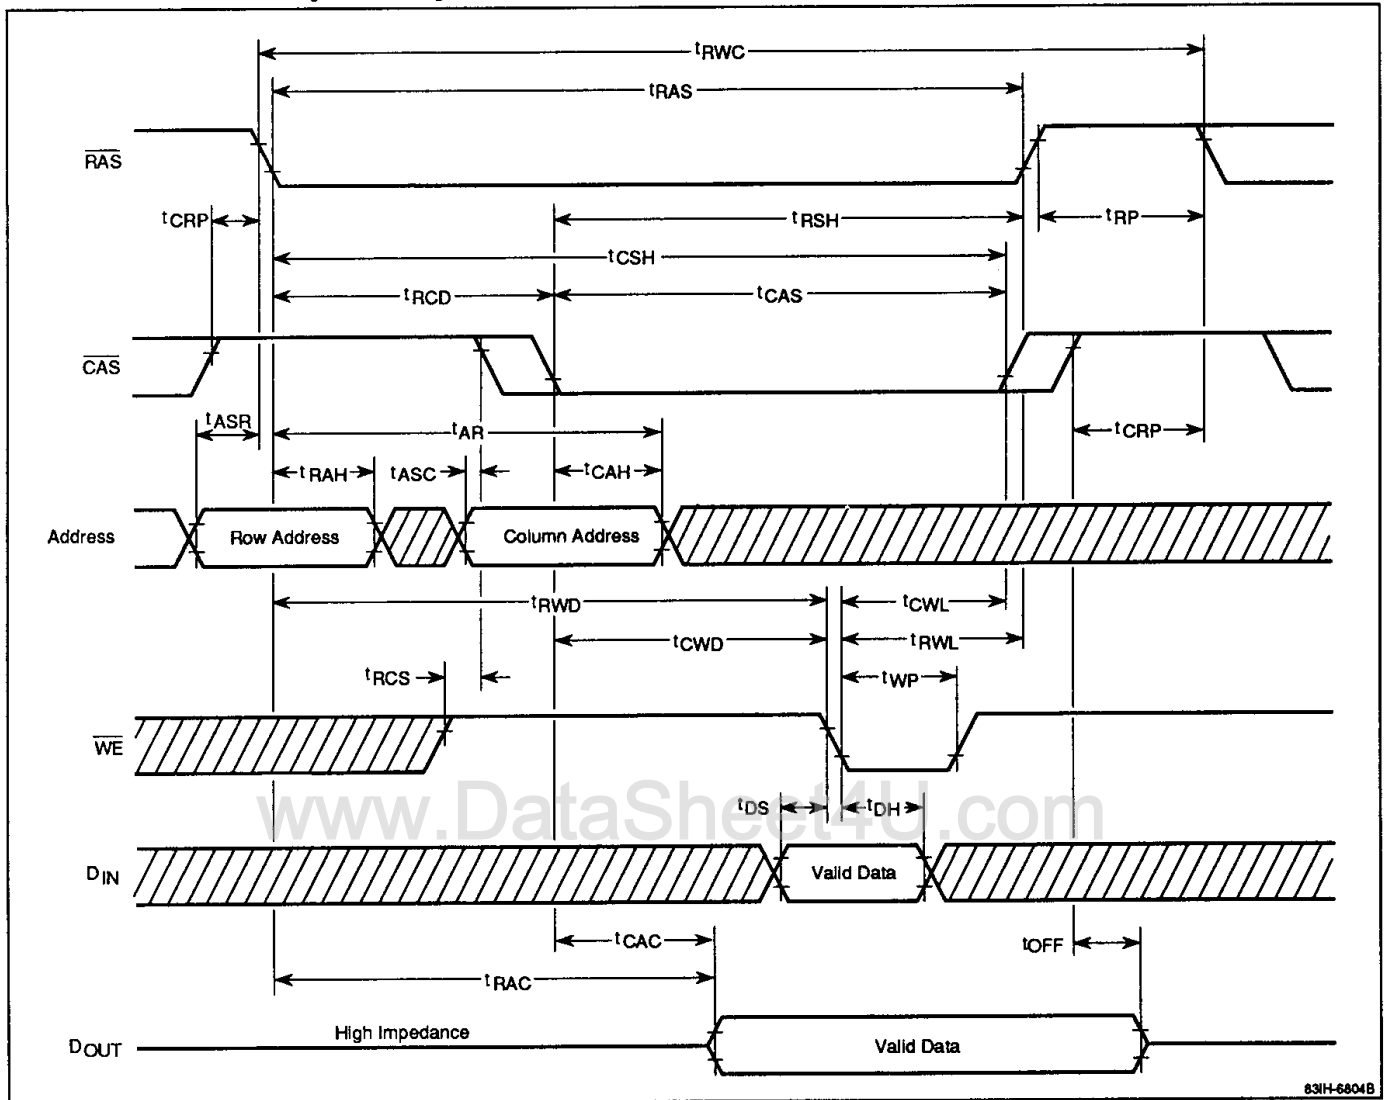 tRWC
tRAS
RAS
tCRP
tRSH
tRP
tCSH
tRCD
tCAS
CAS
tASR
tAR
tCRP
tRAH
tASC
tCAH
Address
Row Address
Column Address
tRWD
tCWL
tCWD
tRWL
tRCS
tWP
WE
www.DataSheet4U.com
tDS
tDH
DIN
Valid Data
tCAC
tOFF
tRAC
High Impedance
DOUT
Valid Data
83IH-6804B